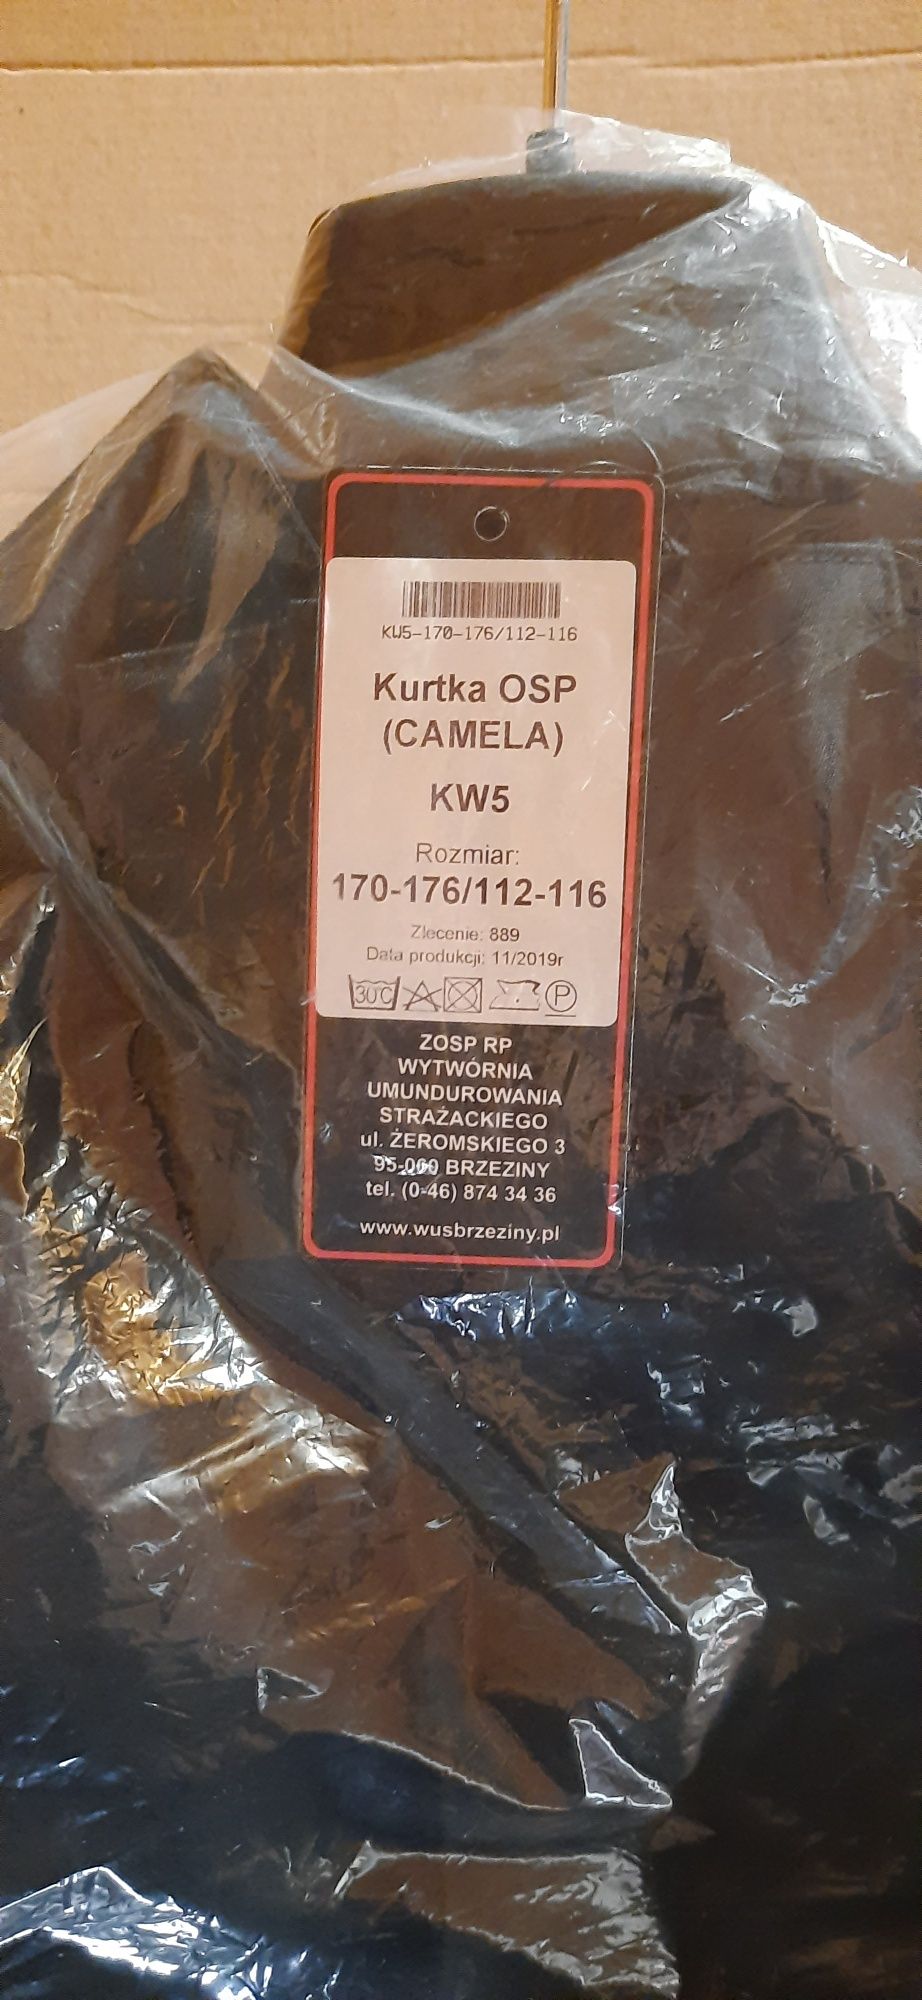 KW5-170-176/112-116
Kurtka OSP
(CAMELA)
KW5
Rozmiar:
170-176/112-116
Zlecenie: 889
Data produkcji: 11/2019r
30°C
P
ZOSP RP
WYTWÓRNIA
UMUNDUROWANIA
STRAŻACKIEGO
ul. ŻEROMSKIEGO 3
95-060 BRZEZINY
tel. (0-46) 874 34 36
www.wusbrzeziny.pl